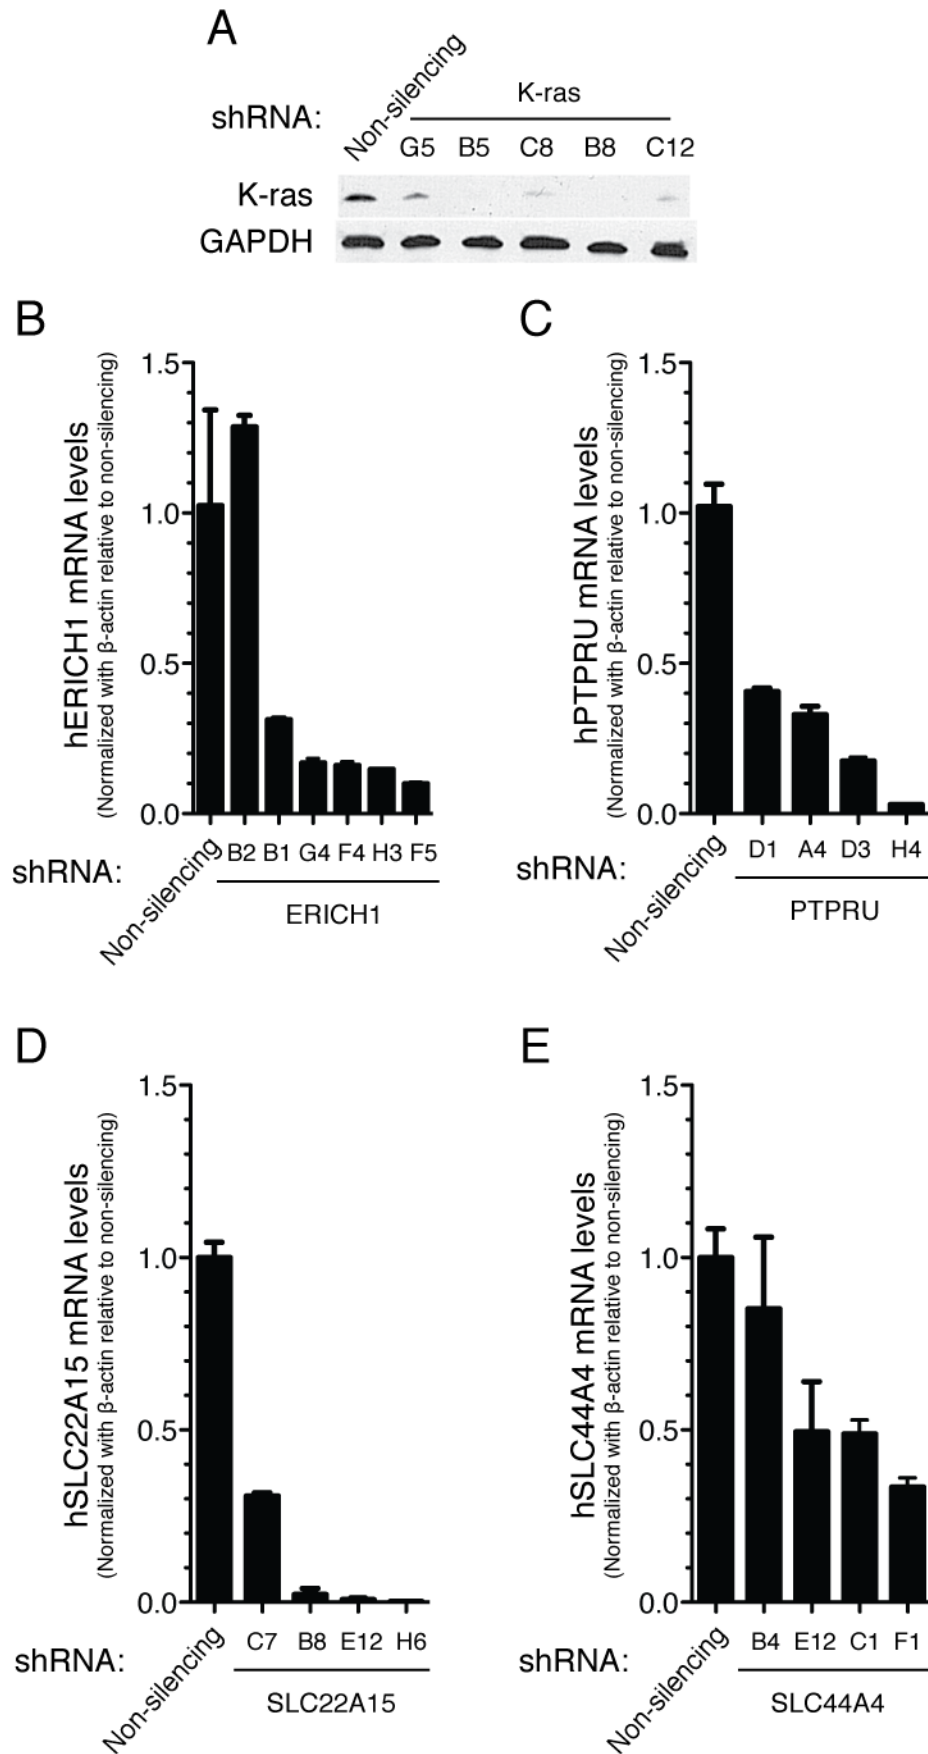 A
Non-silencing
K-ras
shRNA:
G5 B5 C8 B8 C12
K-ras
GAPDH
B
hERICH1 mRNA levels
(Normalized with β-actin relative to non-silencing)
1.5
1.0
0.5
0.0
shRNA:
Non-silencing
B2 B1 G4 F4 H3 F5
ERICH1
C
hPTPRU mRNA levels
(Normalized with β-actin relative to non-silencing)
1.5
1.0
0.5
0.0
shRNA:
Non-silencing
D1 A4 D3 H4
PTPRU
D
hSLC22A15 mRNA levels
(Normalized with β-actin relative to non-silencing)
1.5
1.0
0.5
0.0
shRNA:
Non-silencing
C7 B8 E12 H6
SLC22A15
E
hSLC44A4 mRNA levels
(Normalized with β-actin relative to non-silencing)
1.5
1.0
0.5
0.0
shRNA:
Non-silencing
B4 E12 C1 F1
SLC44A4